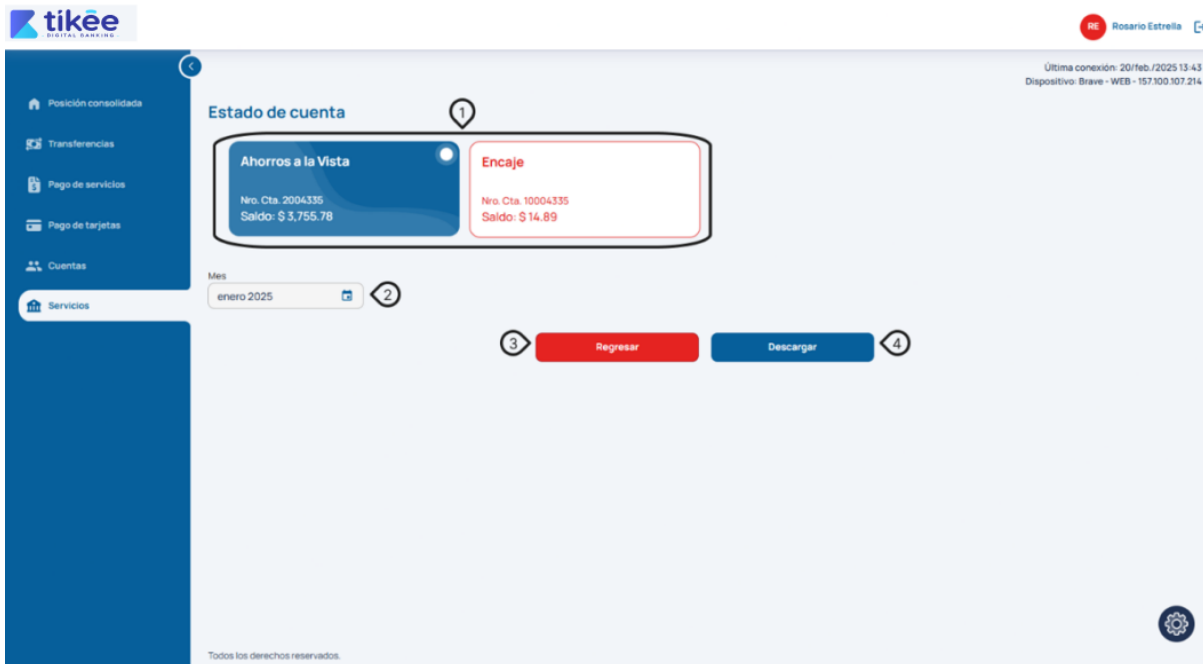 tikēe
DIGITAL BANKING
RE Rosario Estrella
Última conexión: 20/feb./2025 13:43
Dispositivo: Brave - WEB - 157.100.107.214
Posición consolidada
Transferencias
Pago de servicios
Pago de tarjetas
Cuentas
Servicios
Estado de cuenta
1
Ahorros a la Vista
Nro. Cta. 2004335
Saldo: $ 3,755.78
Encaje
Nro. Cta. 10004335
Saldo: $ 14.89
Mes
enero 2025
2
3
Regresar
Descargar
4
Todos los derechos reservados.